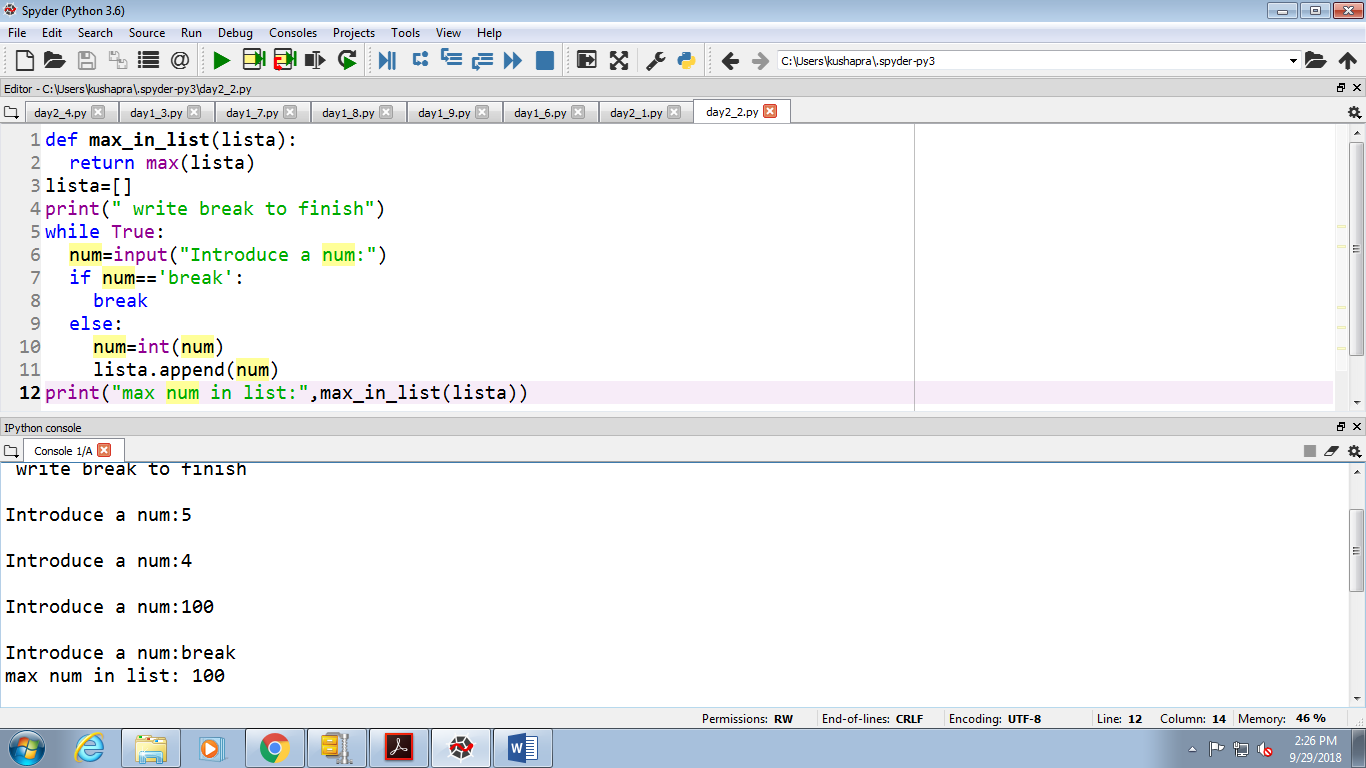 Spyder (Python 3.6)
File Edit Search Source Run Debug Consoles Projects Tools View Help
C:\Users\kushapra\.spyder-py3
Editor - C:\Users\kushapra\.spyder-py3\day2_2.py
day2_4.py day1_3.py day1_7.py day1_8.py day1_9.py day1_6.py day2_1.py day2_2.py
1 def max_in_list(lista):
2   return max(lista)
3 lista=[]
4 print(" write break to finish")
5 while True:
6   num=input("Introduce a num:")
7   if num=='break':
8     break
9   else:
10     num=int(num)
11     lista.append(num)
12 print("max num in list:",max_in_list(lista))
IPython console
Console 1/A
write break to finish
Introduce a num:5
Introduce a num:4
Introduce a num:100
Introduce a num:break
max num in list: 100
Permissions: RW End-of-lines: CRLF Encoding: UTF-8 Line: 12 Column: 14 Memory: 46 %
2:26 PM
9/29/2018